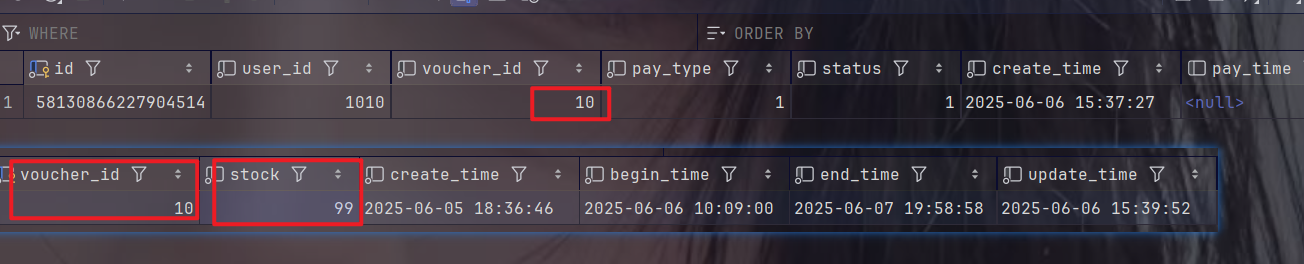 WHERE ORDER BY
id user_id voucher_id pay_type status create_time pay_time
1 58130866227904514 1010 10 1 1 2025-06-06 15:37:27 <null>
voucher_id stock create_time begin_time end_time update_time
10 99 2025-06-05 18:36:46 2025-06-06 10:09:00 2025-06-07 19:58:58 2025-06-06 15:39:52